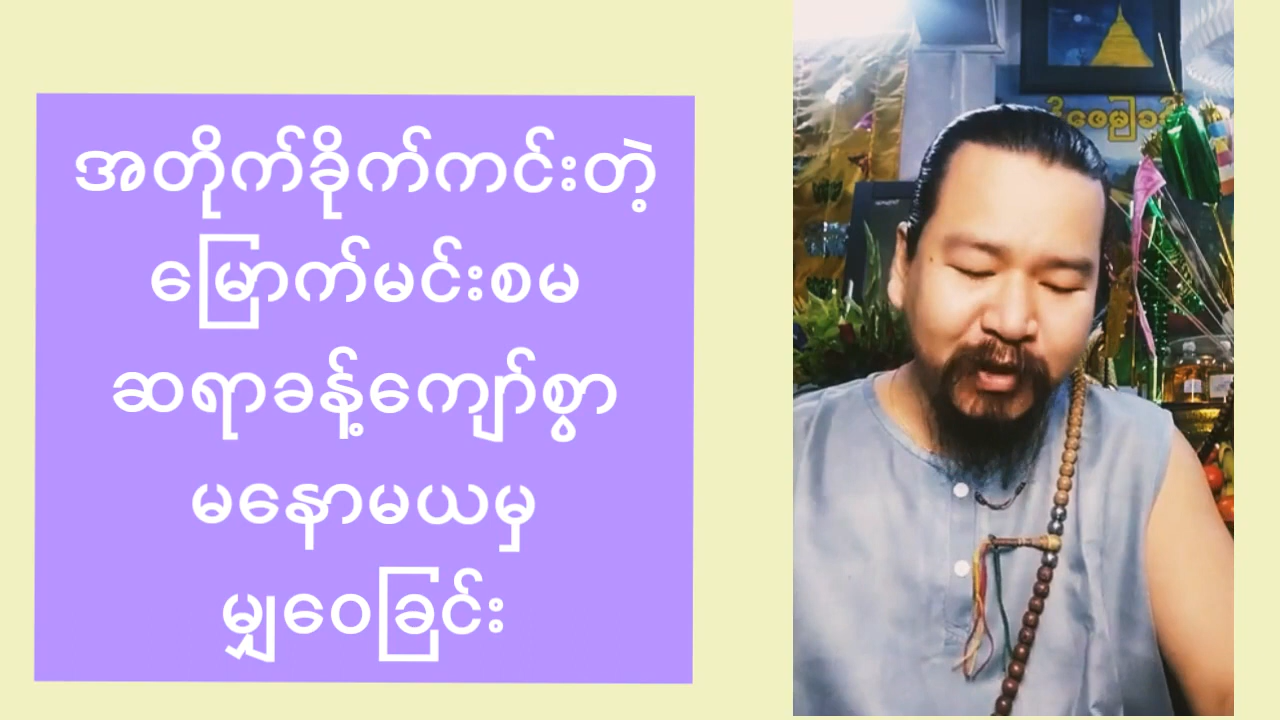 အတိုက်ခိုက်ကင်းတဲ့
မြောက်မင်းစမ
ဆရာခန့်ကျော်စွာ
မနောမယမှ
မျှဝေခြင်း